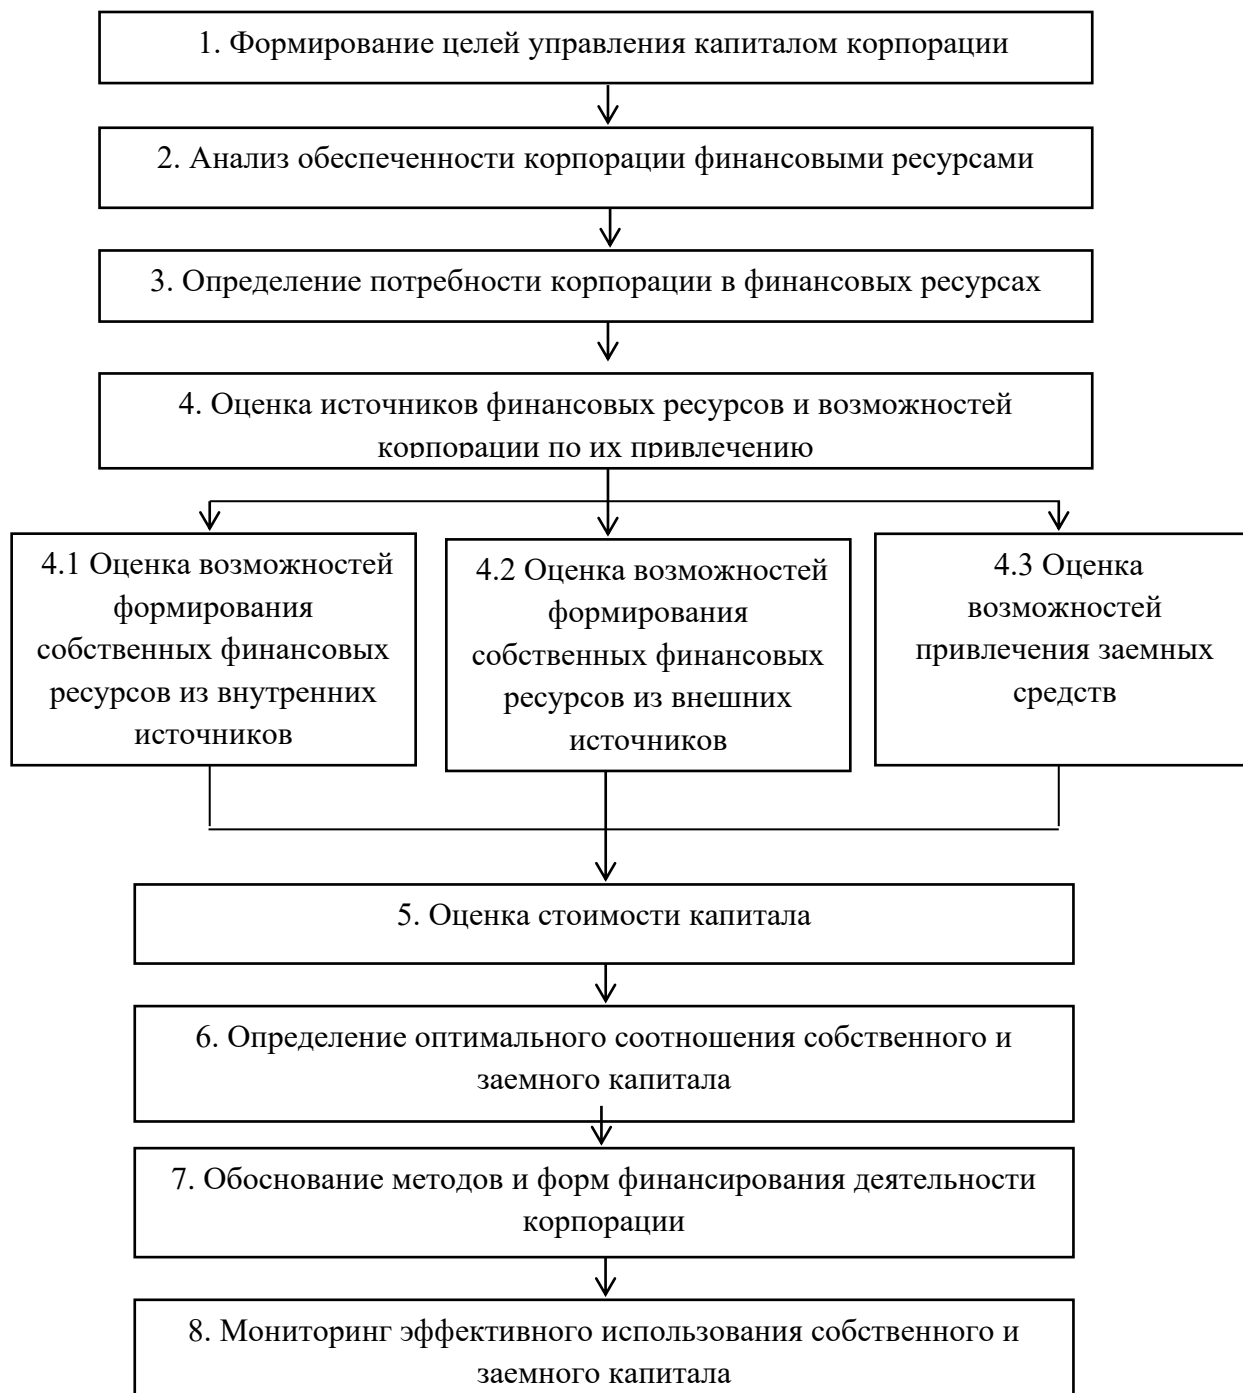 1. Формирование целей управления капиталом корпорации
2. Анализ обеспеченности корпорации финансовыми ресурсами
3. Определение потребности корпорации в финансовых ресурсах
4. Оценка источников финансовых ресурсов и возможностей
корпорации по их привлечению
4.1 Оценка возможностей
формирования
собственных финансовых
ресурсов из внутренних
источников
4.2 Оценка возможностей
формирования
собственных финансовых
ресурсов из внешних
источников
4.3 Оценка
возможностей
привлечения заемных
средств
5. Оценка стоимости капитала
6. Определение оптимального соотношения собственного и
заемного капитала
7. Обоснование методов и форм финансирования деятельности
корпорации
8. Мониторинг эффективного использования собственного и
заемного капитала